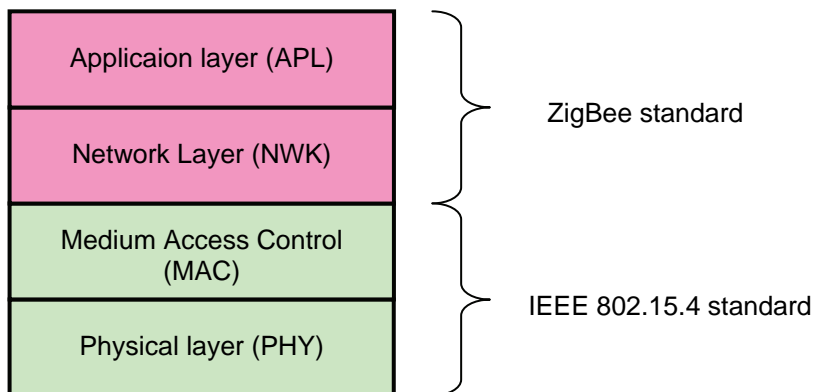 Applicaion layer (APL)
ZigBee standard
Network Layer (NWK)
Medium Access Control
(MAC)
IEEE 802.15.4 standard
Physical layer (PHY)